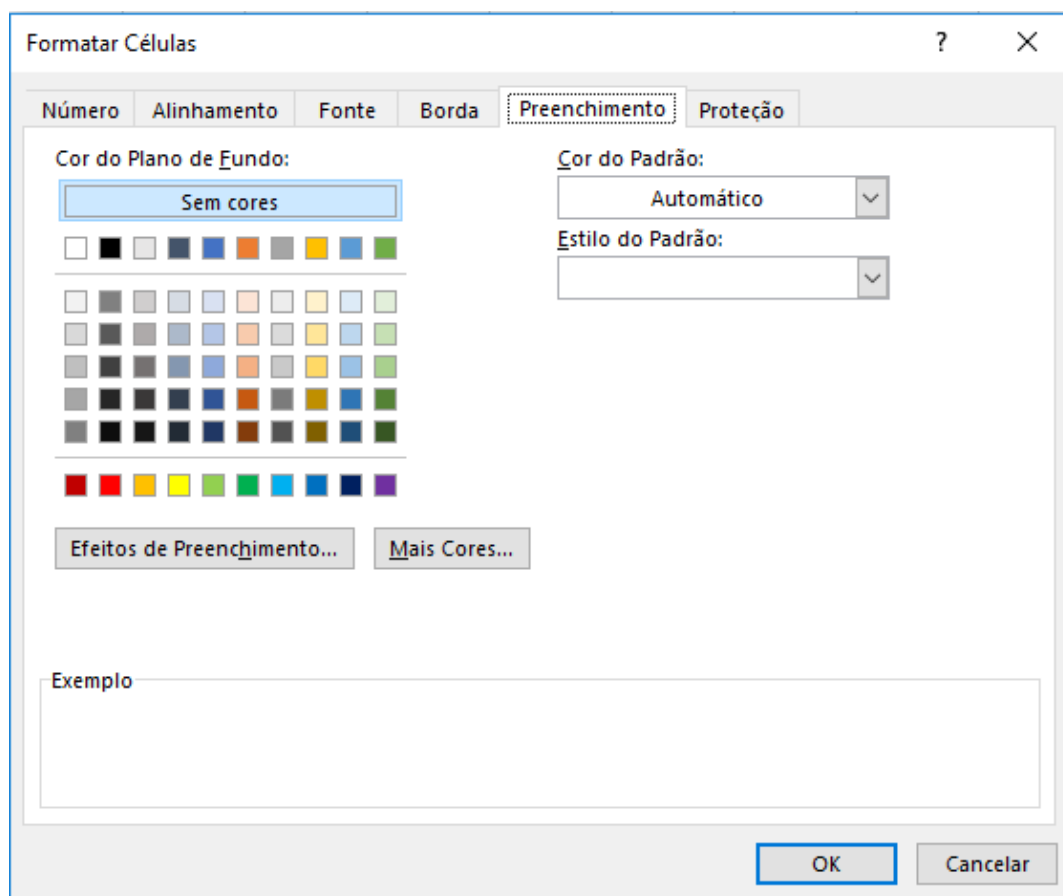 Formatar Células ?
Número Alinhamento Fonte Borda Preenchimento Proteção
Cor do Plano de Fundo:
Sem cores
Cor do Padrão:
Automático
Estilo do Padrão:
Efeitos de Preenchimento... Mais Cores...
Exemplo
OK Cancelar